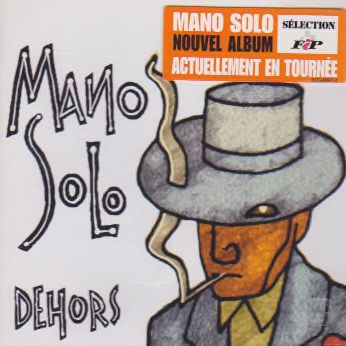 MANO SOLO
NOUVEL ALBUM
ACTUELLEMENT EN TOURNÉE
SÉLECTION
FIP
MANO
SOLO
DEHORS